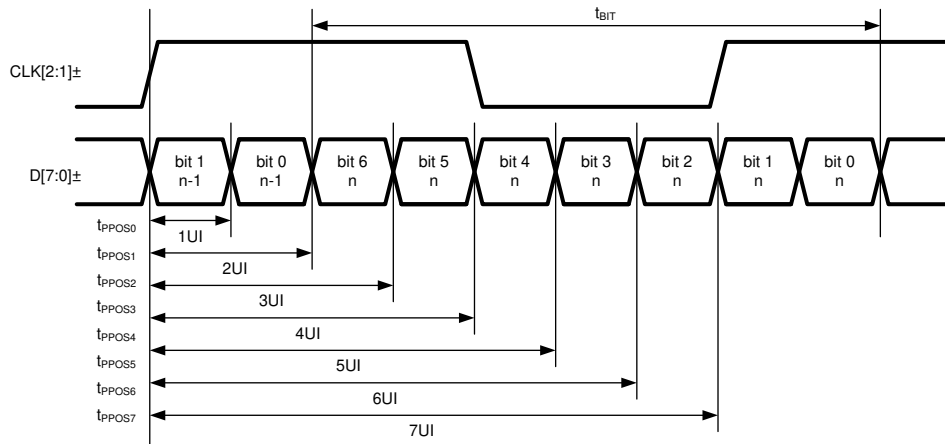 tBIT
CLK[2:1]±
D[7:0]±
bit 1 n-1
bit 0 n-1
bit 6 n
bit 5 n
bit 4 n
bit 3 n
bit 2 n
bit 1 n
bit 0 n
tPPOS0
1UI
tPPOS1
2UI
tPPOS2
3UI
tPPOS3
4UI
tPPOS4
5UI
tPPOS5
6UI
tPPOS6
7UI
tPPOS7